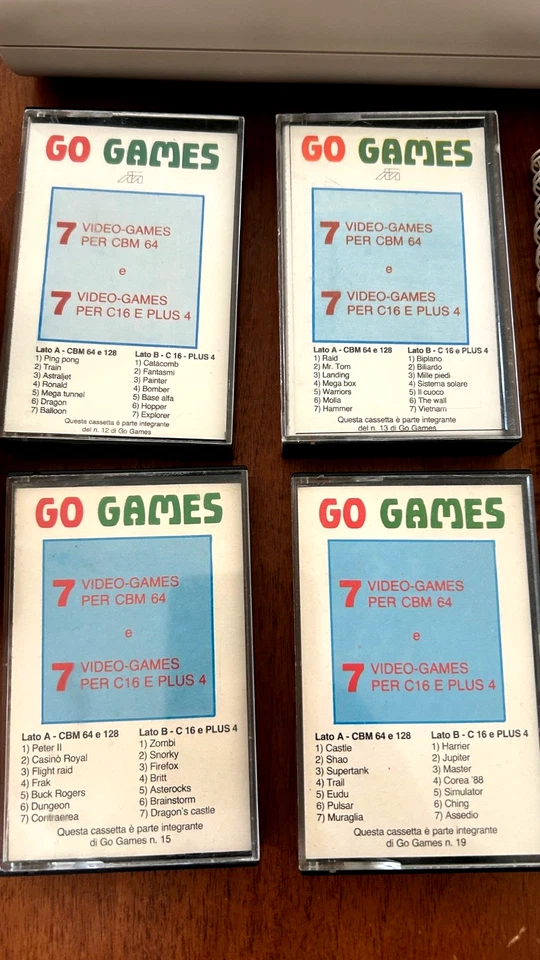 GO GAMES
7 VIDEO-GAMES
PER CBM 64
e
7 VIDEO-GAMES
PER C16 E PLUS 4
Lato A - CBM 64 e 128
1) Ping pong
2) Train
3) Astraljet
4) Ronald
5) Mega tunnel
6) Dragon
7) Balloon
Lato B - C 16 - PLUS 4
1) Catacomb
2) Fantasmi
3) Painter
4) Bomber
5) Base alfa
6) Hopper
7) Explorer
Questa cassetta è parte integrante
del n. 12 di Go Games
GO GAMES
7 VIDEO-GAMES
PER CBM 64
e
7 VIDEO-GAMES
PER C16 E PLUS 4
Lato A - CBM 64 e 128
1) Raid
2) Mr. Tom
3) Landing
4) Mega box
5) Warriors
6) Molla
7) Hammer
Lato B - C 16 e PLUS 4
1) Biplano
2) Biliardo
3) Mille piedi
4) Sistema solare
5) Il cuoco
6) The wall
7) Vietnam
Questa cassetta è parte integrante
del n. 13 di Go Games
GO GAMES
7 VIDEO-GAMES
PER CBM 64
e
7 VIDEO-GAMES
PER C16 E PLUS 4
Lato A - CBM 64 e 128
1) Peter II
2) Casinò Royal
3) Flight raid
4) Frak
5) Buck Rogers
6) Dungeon
7) Contraerea
Lato B - C 16 e PLUS 4
1) Zombi
2) Snorky
3) Firefox
4) Britt
5) Asterocks
6) Brainstorm
7) Dragon's castle
Questa cassetta è parte integrante
di Go Games n. 15
GO GAMES
7 VIDEO-GAMES
PER CBM 64
e
7 VIDEO-GAMES
PER C16 E PLUS 4
Lato A - CBM 64 e 128
1) Castle
2) Shao
3) Supertank
4) Trail
5) Eudu
6) Pulsar
7) Muraglia
Lato B - C 16 e PLUS 4
1) Harrier
2) Jupiter
3) Master
4) Corea '88
5) Simulator
6) Ching
7) Assedio
Questa cassetta è parte integrante
di Go Games n. 19